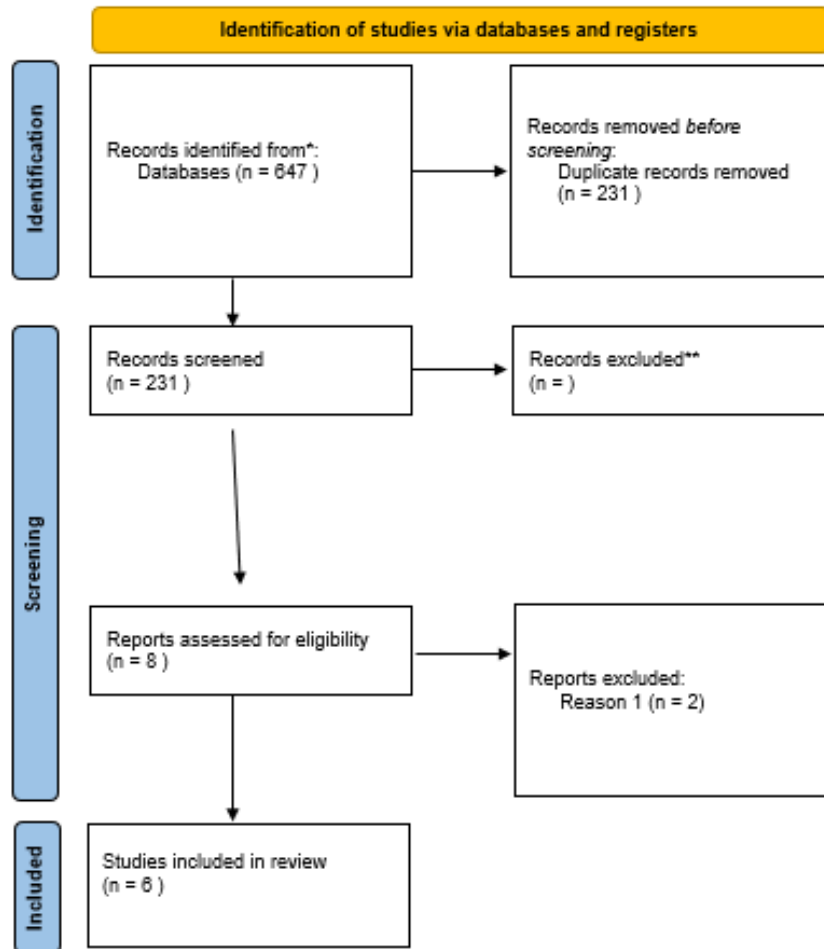 Identification of studies via databases and registers
Identification
Records identified from*:
Databases (n = 647 )
Records removed before
screening:
Duplicate records removed
(n = 231 )
Screening
Records screened
(n = 231 )
Records excluded**
(n = )
Reports assessed for eligibility
(n = 8 )
Reports excluded:
Reason 1 (n = 2)
Included
Studies included in review
(n = 6 )